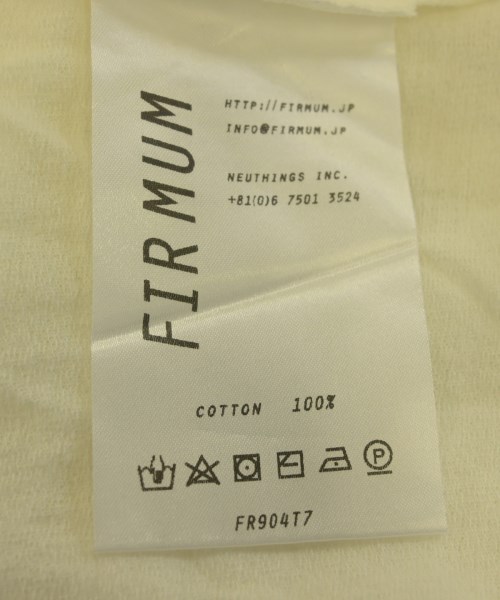 FIRMUM
HTTP://FIRMUM.JP
INFO@FIRMUM.JP
NEUTHINGS INC.
+81(0)6 7501 3524
COTTON 100%
P
FR904T7